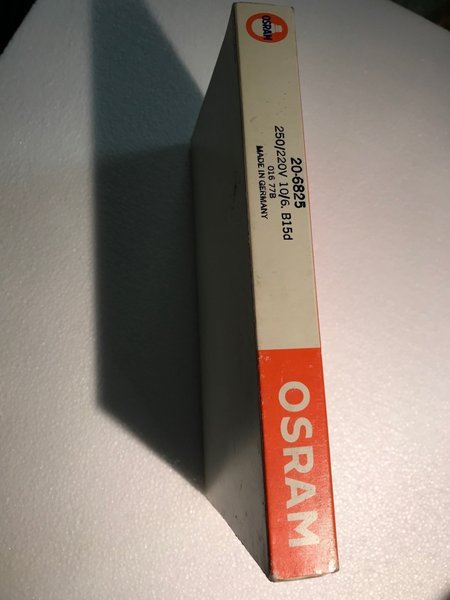 OSRAM
20-6825
250/220V 10/6. B15d
016 77B
MADE IN GERMANY
OSRAM